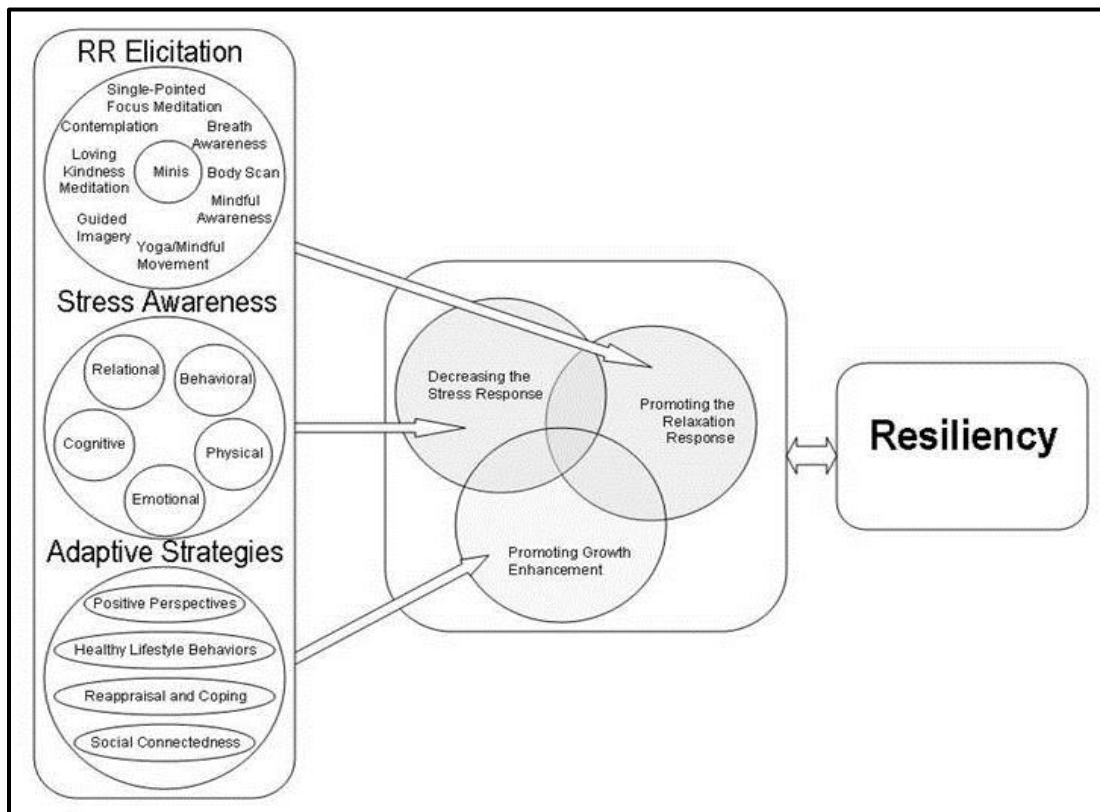 RR Elicitation
Single-Pointed
Focus Meditation
Contemplation
Breath
Awareness
Loving
Kindness
Meditation
Minis
Body Scan
Mindful
Awareness
Guided
Imagery
Yoga/Mindful
Movement
Stress Awareness
Relational
Behavioral
Cognitive
Physical
Emotional
Adaptive Strategies
Positive Perspectives
Healthy Lifestyle Behaviors
Reappraisal and Coping
Social Connectedness
Decreasing the
Stress Response
Promoting the
Relaxation
Response
Promoting Growth
Enhancement
Resiliency